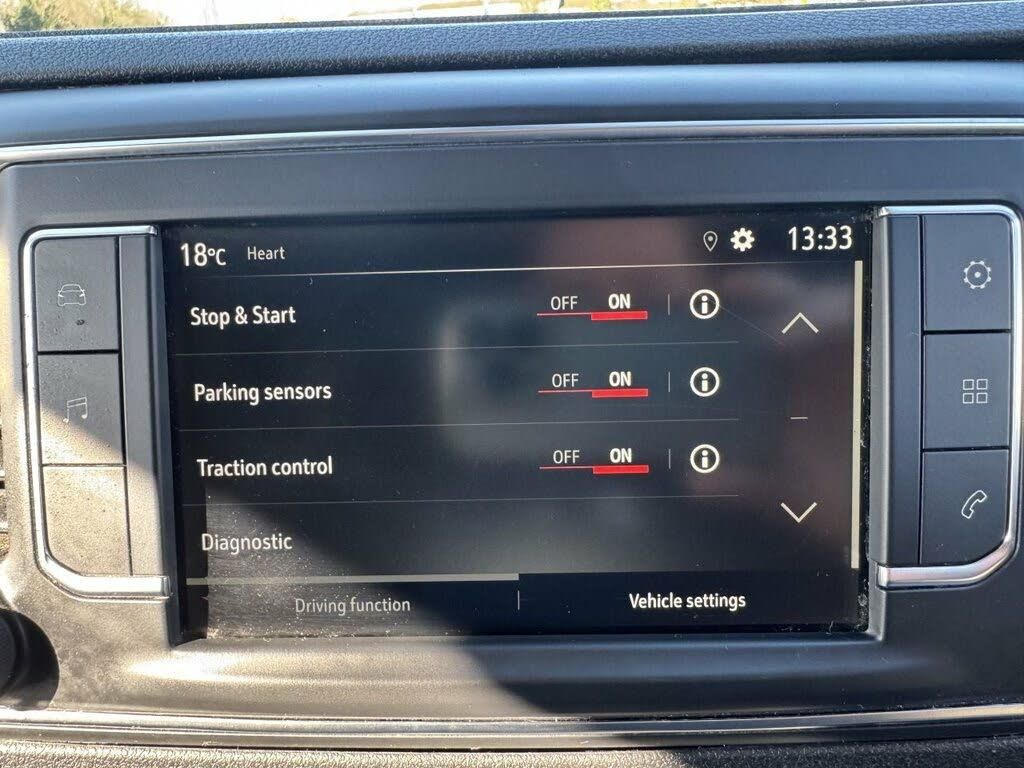 18°C Heart 13:33
Stop & Start OFF ON
Parking sensors OFF ON
Traction control OFF ON
Diagnostic
Driving function Vehicle settings